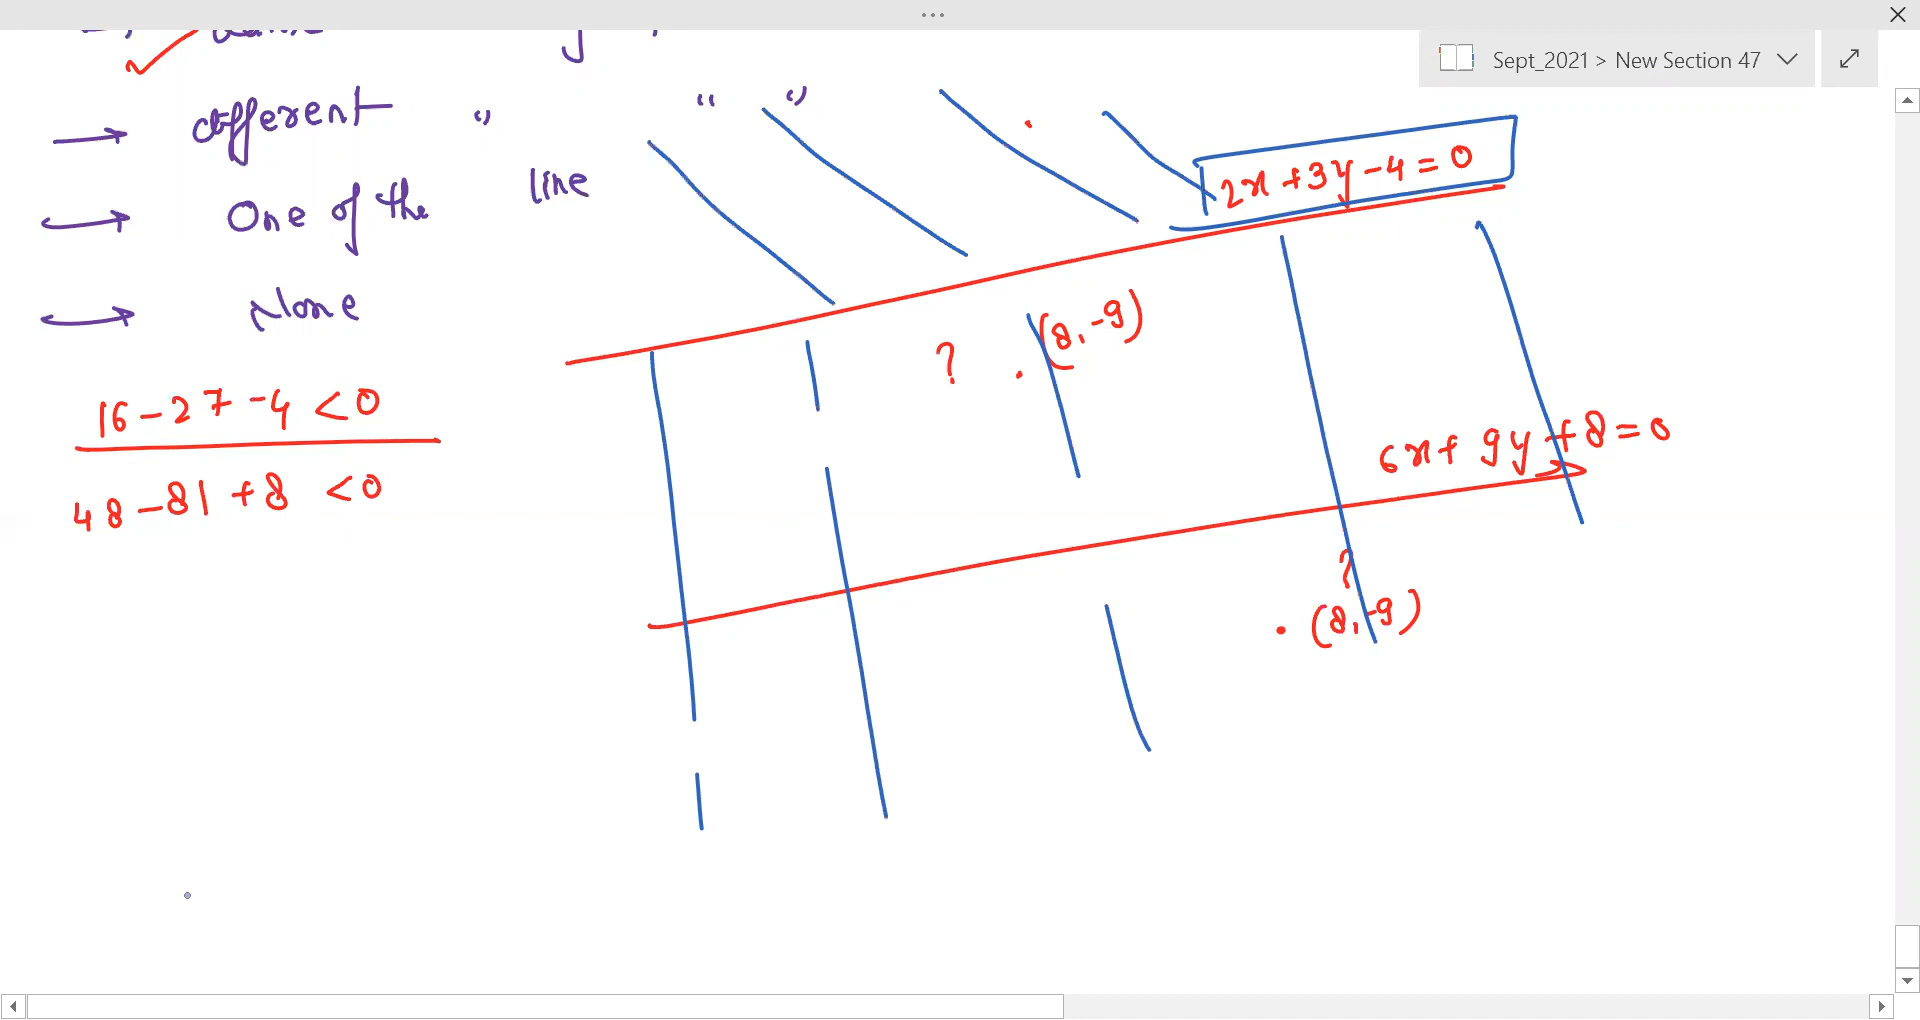 Sept_2021 > New Section 47
different " " "
One of the line
None
2x+3y-4=0
? .(8,-9)
16-27-4<0
48-81+8 <0
6x+9y+8=0
?
.(8,-9)